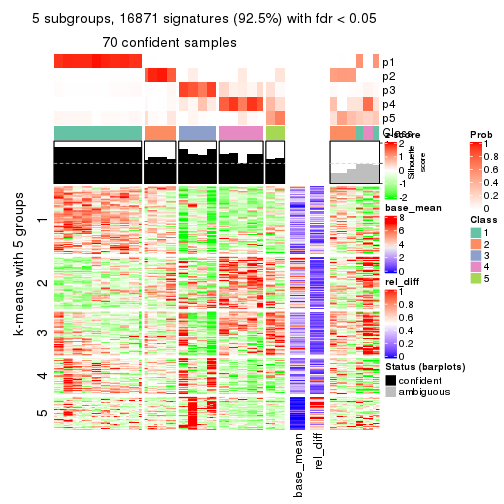 5 subgroups, 16871 signatures (92.5%) with fdr < 0.05
70 confident samples
p1
p2
p3
p4
p5
Class
k-means with 5 groups
1
2
3
4
5
base_mean
rel_diff
z-score
2
1
0
-1
-2
Silhouette
score
base_mean
8
6
4
2
0
rel_diff
1
0.8
0.6
0.4
0.2
0
Status (barplots)
confident
ambiguous
Prob
1
0.8
0.6
0.4
0.2
0
Class
1
2
3
4
5